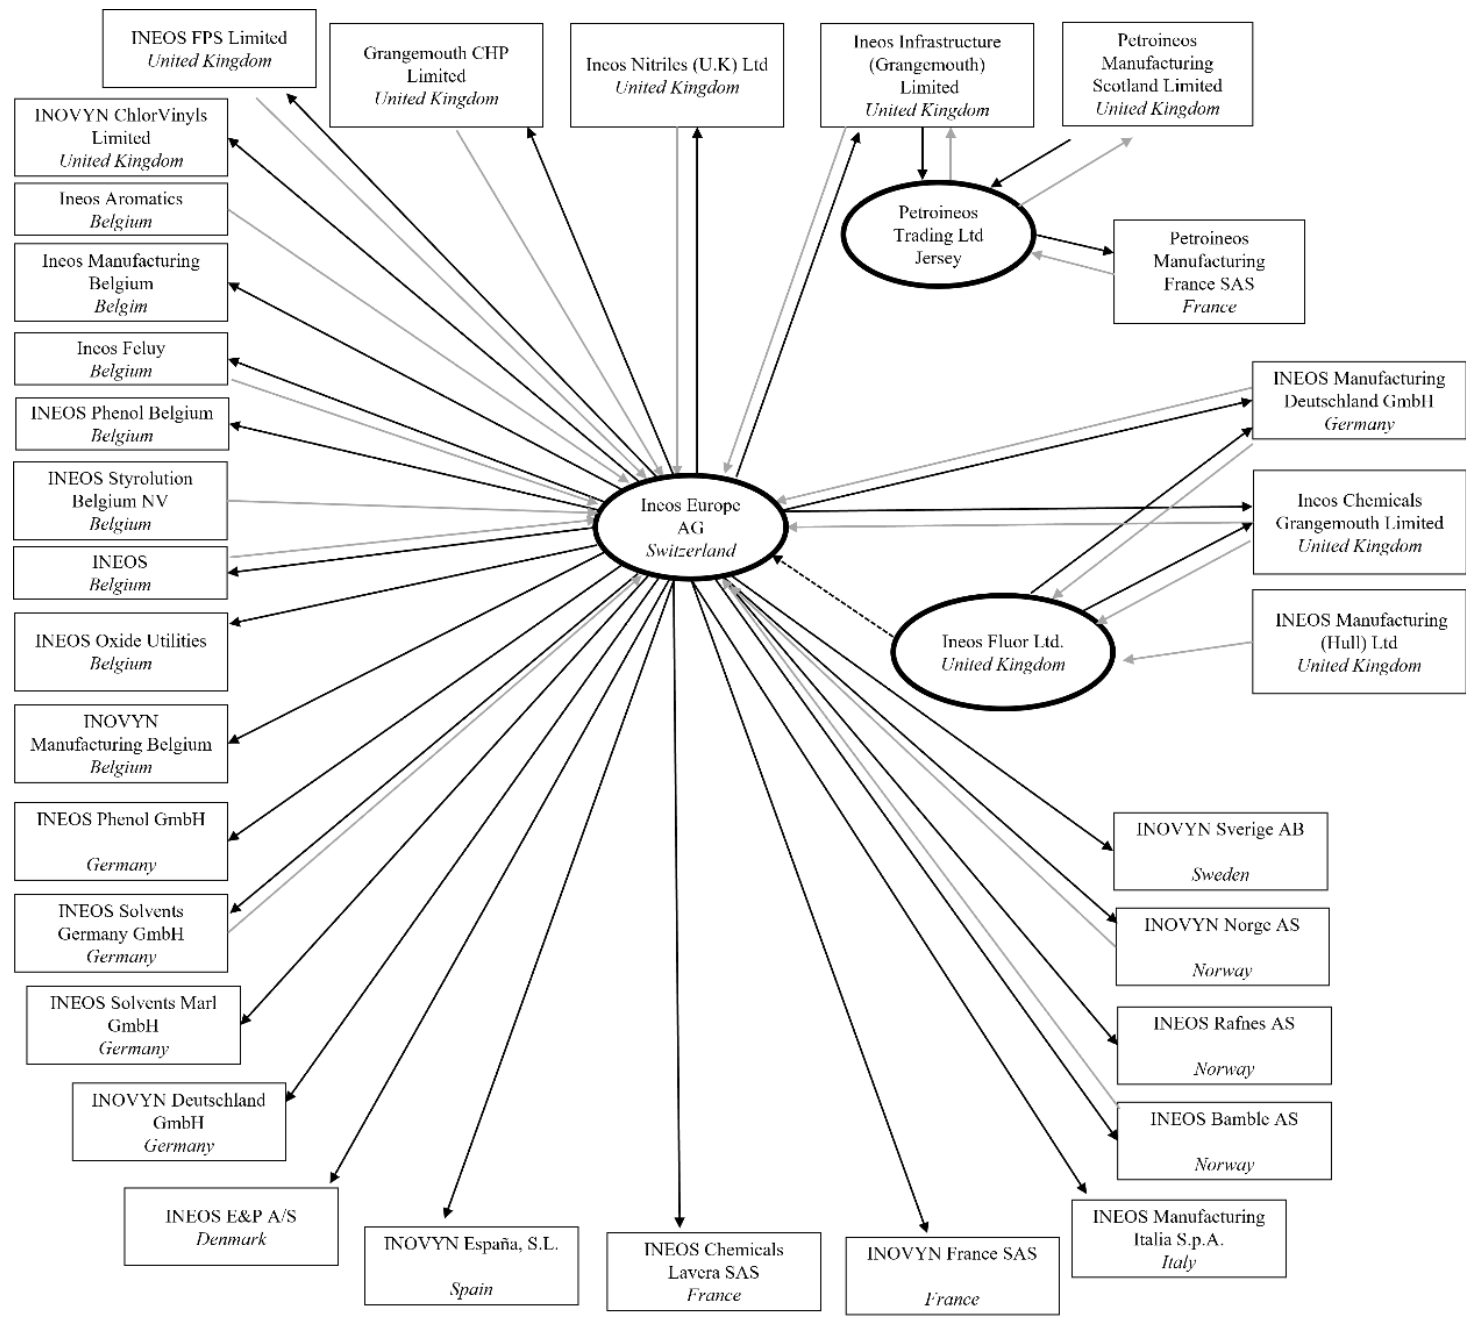 INEOS FPS Limited
United Kingdom
Grangemouth CHP
Limited
United Kingdom
Ineos Nitriles (U.K) Ltd
United Kingdom
Ineos Infrastructure
(Grangemouth)
Limited
United Kingdom
Petroineos
Manufacturing
Scotland Limited
United Kingdom
INOVYN ChlorVinyls
Limited
United Kingdom
Ineos Aromatics
Belgium
Ineos Manufacturing
Belgium
Belgim
Ineos Feluy
Belgium
INEOS Phenol Belgium
Belgium
INEOS Styrolution
Belgium NV
Belgium
INEOS
Belgium
INEOS Oxide Utilities
Belgium
INOVYN
Manufacturing Belgium
Belgium
INEOS Phenol GmbH
Germany
INEOS Solvents
Germany GmbH
Germany
INEOS Solvents Marl
GmbH
Germany
INOVYN Deutschland
GmbH
Germany
INEOS E&P A/S
Denmark
INOVYN España, S.L.
Spain
INEOS Chemicals
Lavera SAS
France
INOVYN France SAS
France
INEOS Manufacturing
Italia S.p.A.
Italy
INEOS Bamble AS
Norway
INEOS Rafnes AS
Norway
INOVYN Norge AS
Norway
INOVYN Sverige AB
Sweden
Petroineos
Trading Ltd
Jersey
Petroineos
Manufacturing
France SAS
France
INEOS Manufacturing
Deutschland GmbH
Germany
Ineos Chemicals
Grangemouth Limited
United Kingdom
INEOS Manufacturing
(Hull) Ltd
United Kingdom
Ineos Europe
AG
Switzerland
Ineos Fluor Ltd.
United Kingdom